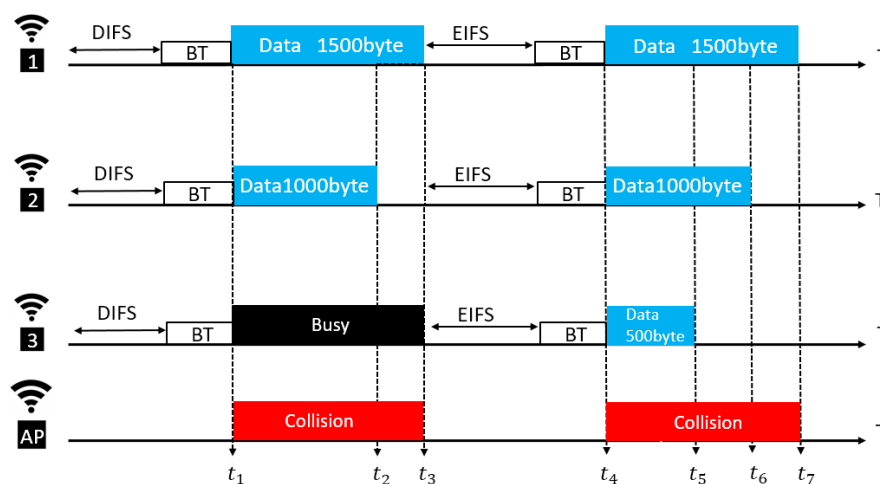 DIFS
BT
Data 1500byte
EIFS
BT
Data 1500byte
1
DIFS
BT
Data1000byte
EIFS
BT
Data1000byte
2
T
DIFS
BT
Busy
EIFS
BT
Data
500byte
3
Collision
Collision
AP
t1 t2 t3 t4 t5 t6 t7